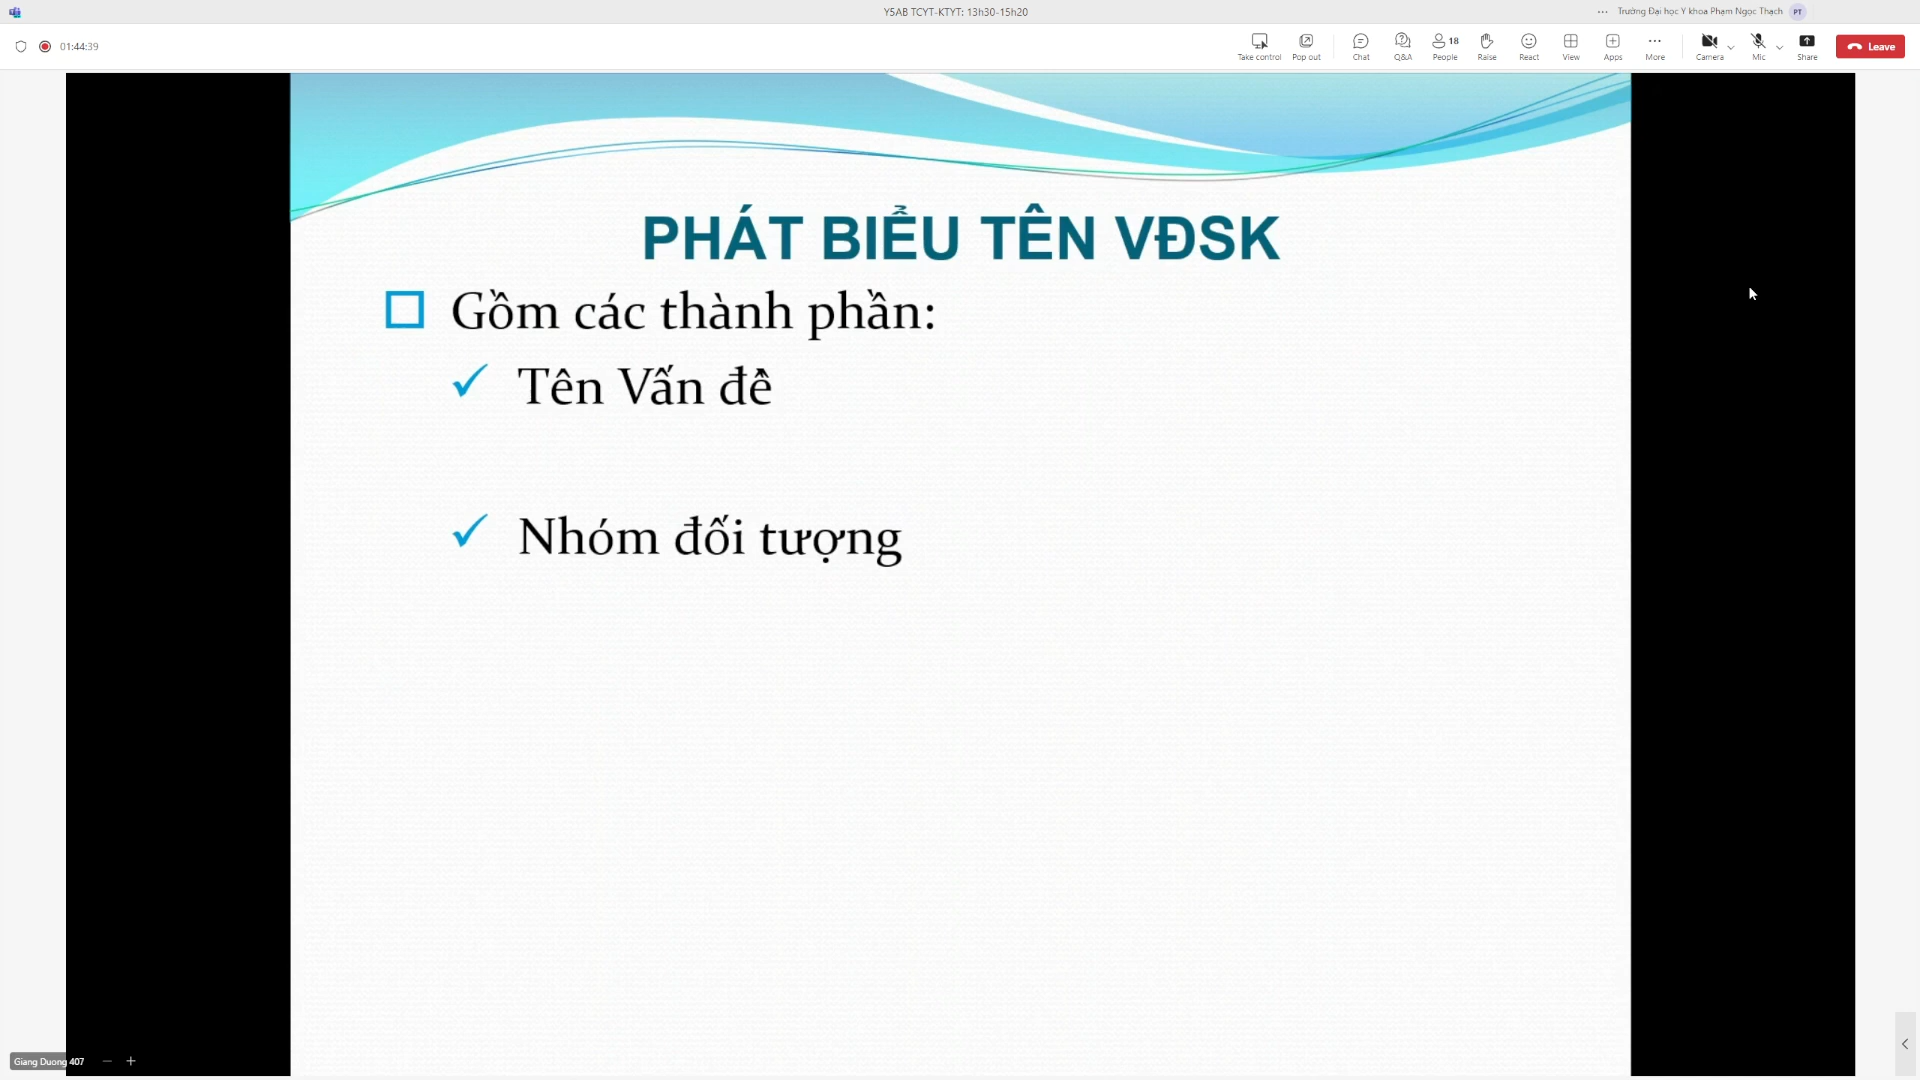 Y5AB TCYT-KTYT: 13h30-15h20
Trường Đại học Y khoa Phạm Ngọc Thạch
PT
01:44:39
Take control
Pop out
Chat
Q&A
18
People
Raise
React
View
Apps
More
Camera
Mic
Share
Leave
PHÁT BIỂU TÊN VĐSK
Gồm các thành phần:
Tên Vấn đề
Nhóm đối tượng
Giang Duong 407